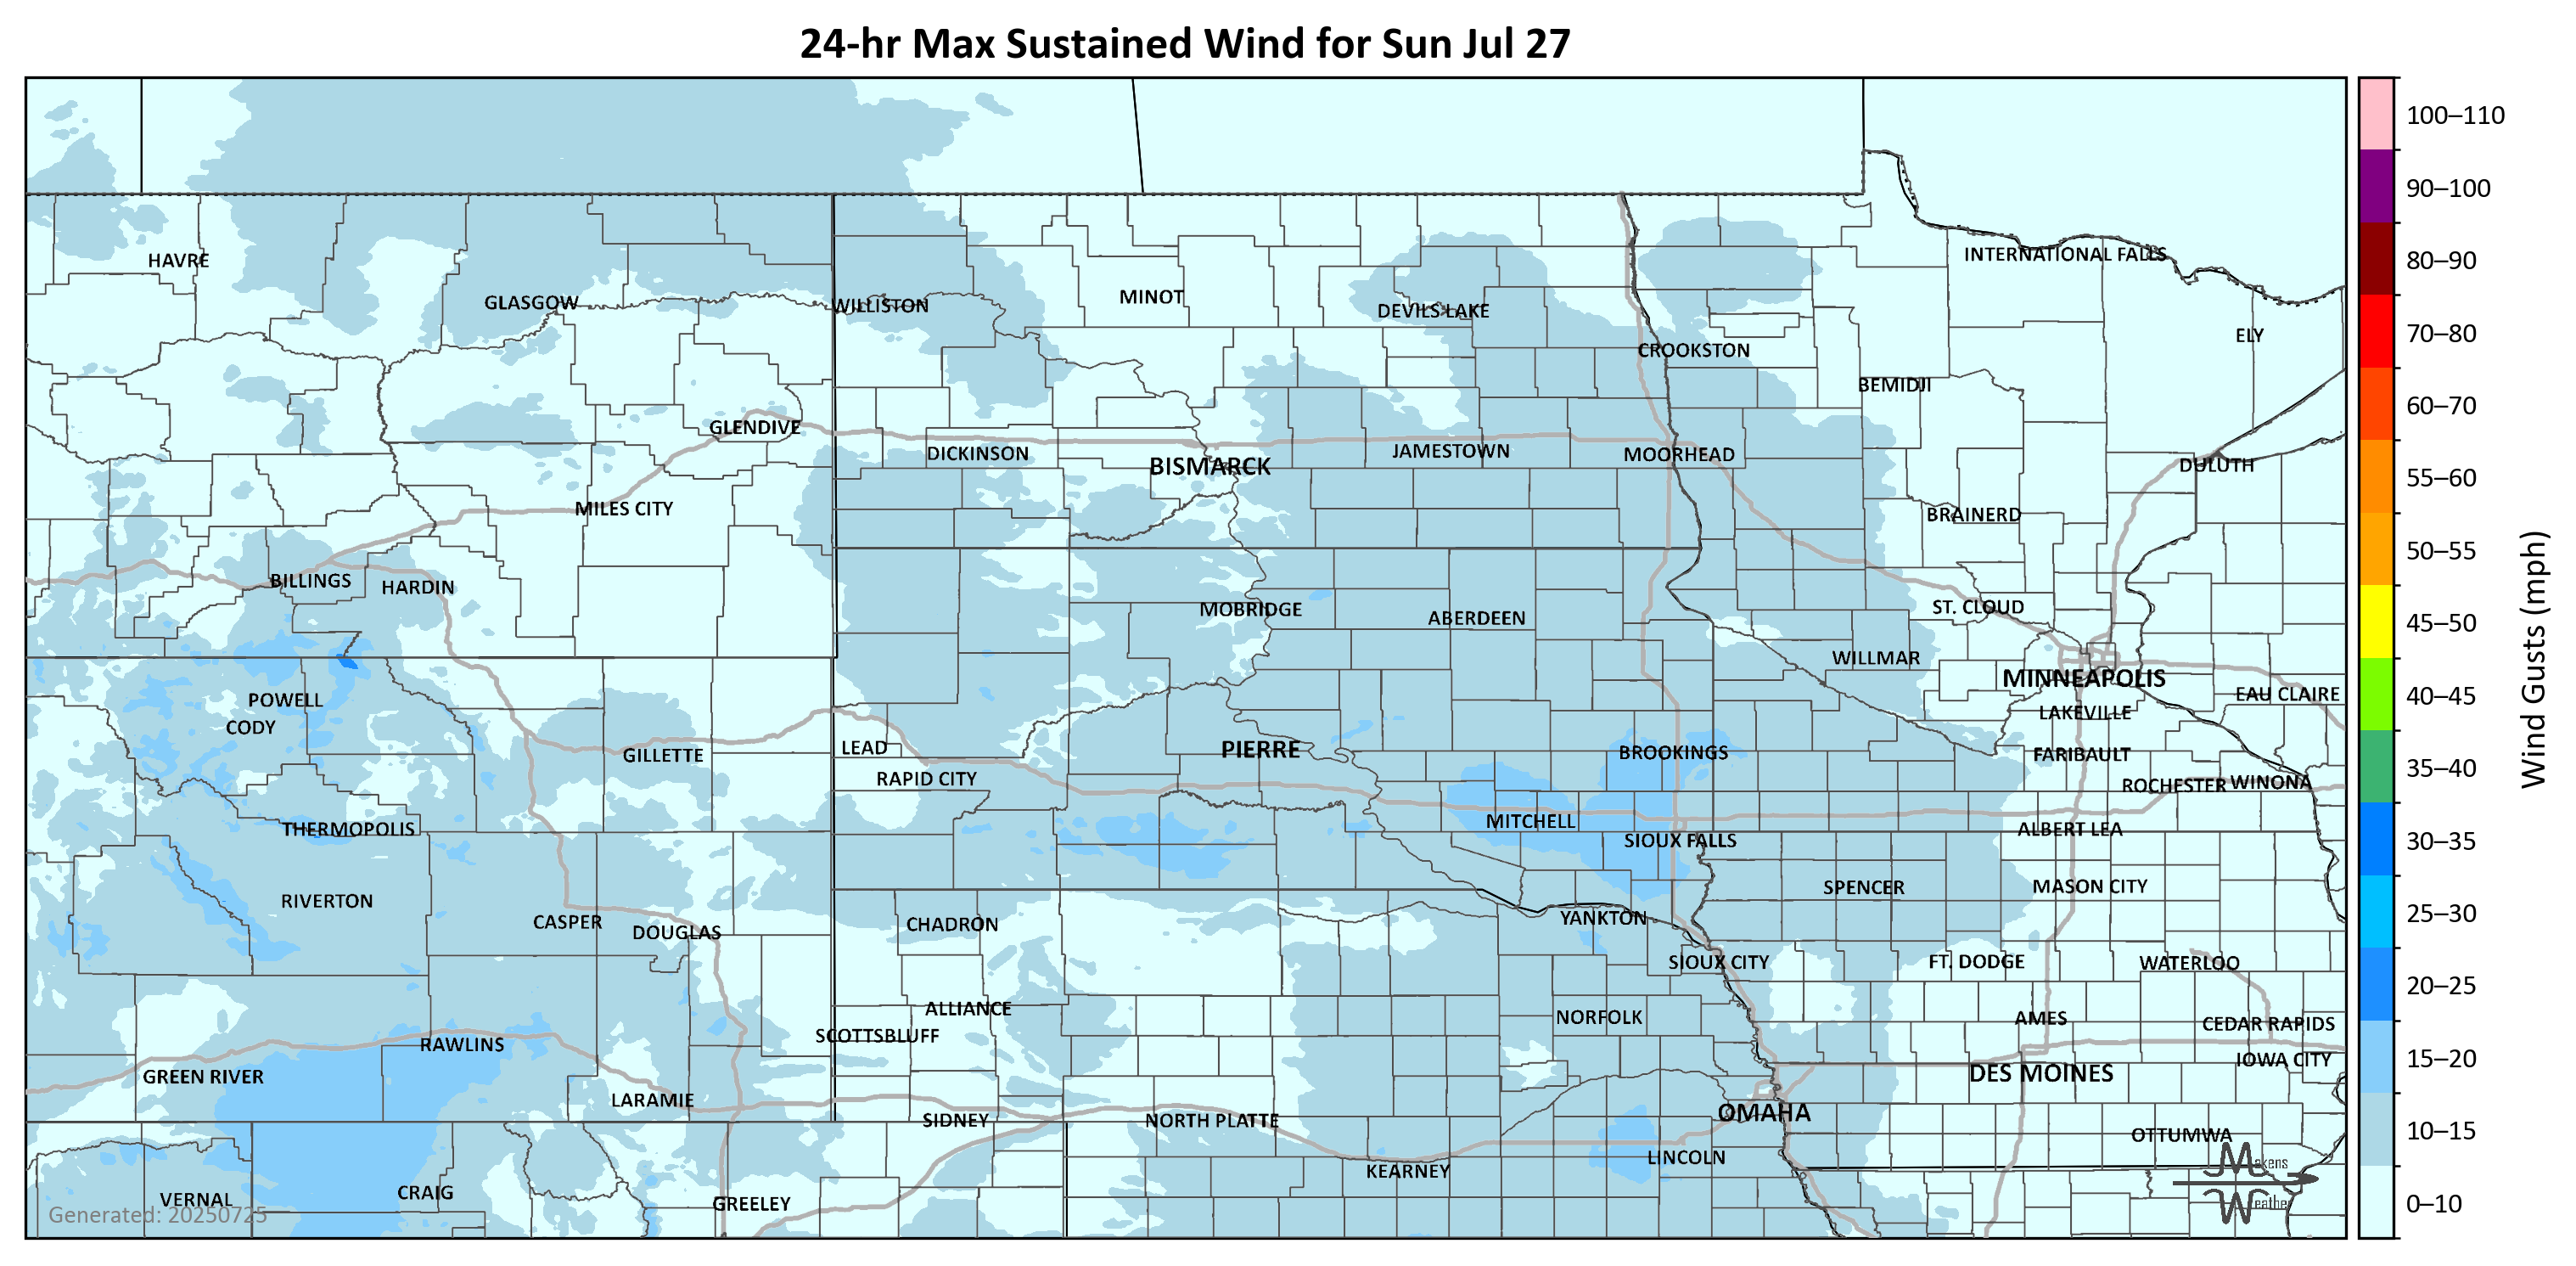 24-hr Max Sustained Wind for Sun Jul 27
100–110
90–100
80–90
70–80
60–70
55–60
50–55
45–50
40–45
35–40
30–35
25–30
20–25
15–20
10–15
0–10
Wind Gusts (mph)
HAVRE
INTERNATIONAL FALLS
GLASGOW
WILLISTON
MINOT
DEVILS LAKE
ELY
CROOKSTON
BEMIDJI
GLENDIVE
DICKINSON
BISMARCK
JAMESTOWN
MOORHEAD
DULUTH
MILES CITY
BRAINERD
BILLINGS
HARDIN
MOBRIDGE
ABERDEEN
ST. CLOUD
WILLMAR
MINNEAPOLIS
POWELL
EAU CLAIRE
CODY
LAKEVILLE
GILLETTE
LEAD
PIERRE
BROOKINGS
FARIBAULT
RAPID CITY
ROCHESTER
WINONA
THERMOPOLIS
MITCHELL
SIOUX FALLS
ALBERT LEA
RIVERTON
SPENCER
MASON CITY
CASPER
DOUGLAS
CHADRON
YANKTON
SIOUX CITY
FT. DODGE
WATERLOO
ALLIANCE
NORFOLK
AMES
CEDAR RAPIDS
RAWLINS
SCOTTSBLUFF
IOWA CITY
GREEN RIVER
DES MOINES
LARAMIE
SIDNEY
NORTH PLATTE
OMAHA
OTTUMWA
KEARNEY
LINCOLN
VERNAL
CRAIG
GREELEY
Makens
Weather
Generated: 20250725